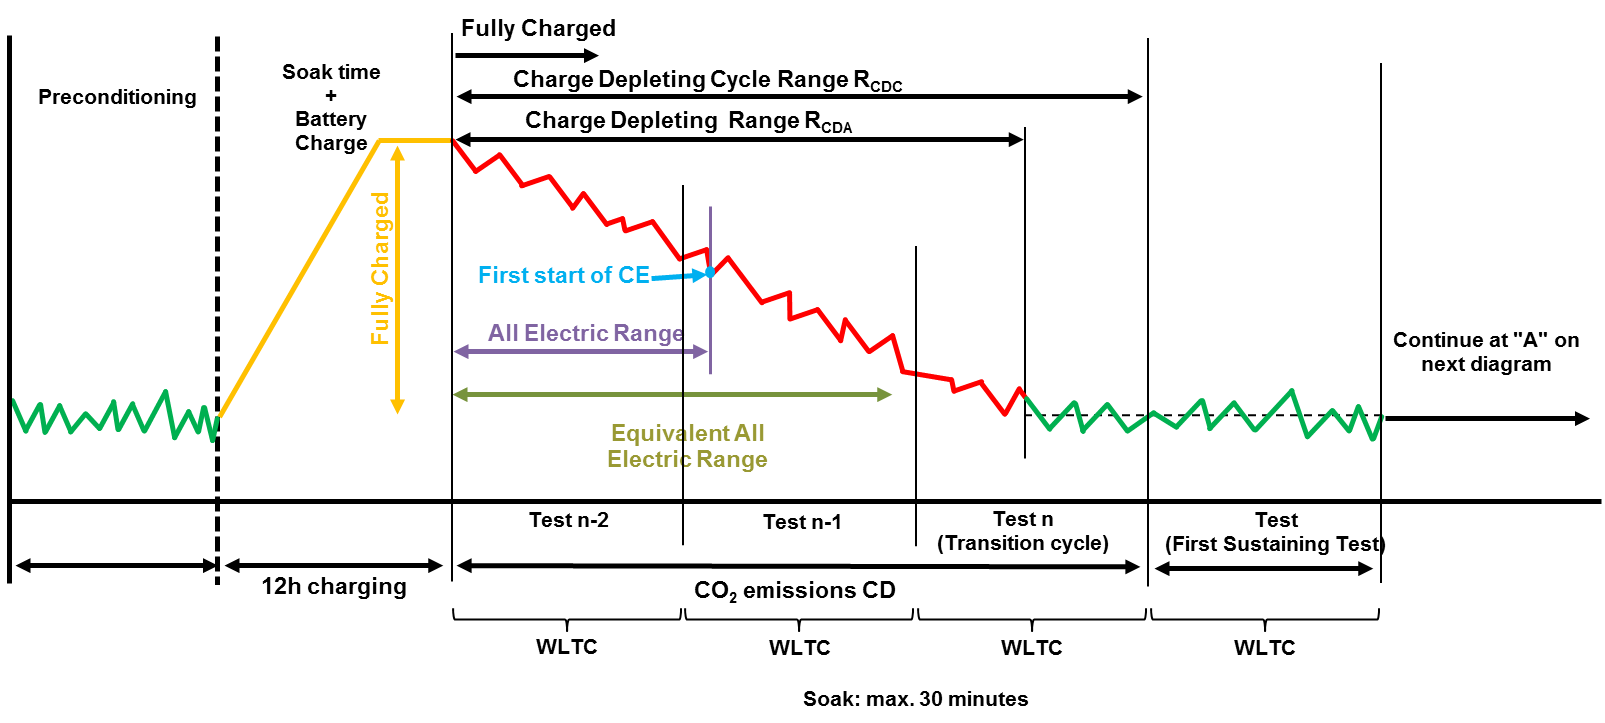 Fully Charged
Soak time
+
Battery
Charge
Preconditioning
Charge Depleting Cycle Range RCDC
Charge Depleting Range RCDA
Fully Charged
First start of CE
All Electric Range
Equivalent All
Electric Range
Continue at "A" on
next diagram
Test n-2
Test n-1
Test n
(Transition cycle)
Test
(First Sustaining Test)
12h charging
CO2 emissions CD
WLTC
WLTC
WLTC
WLTC
Soak: max. 30 minutes